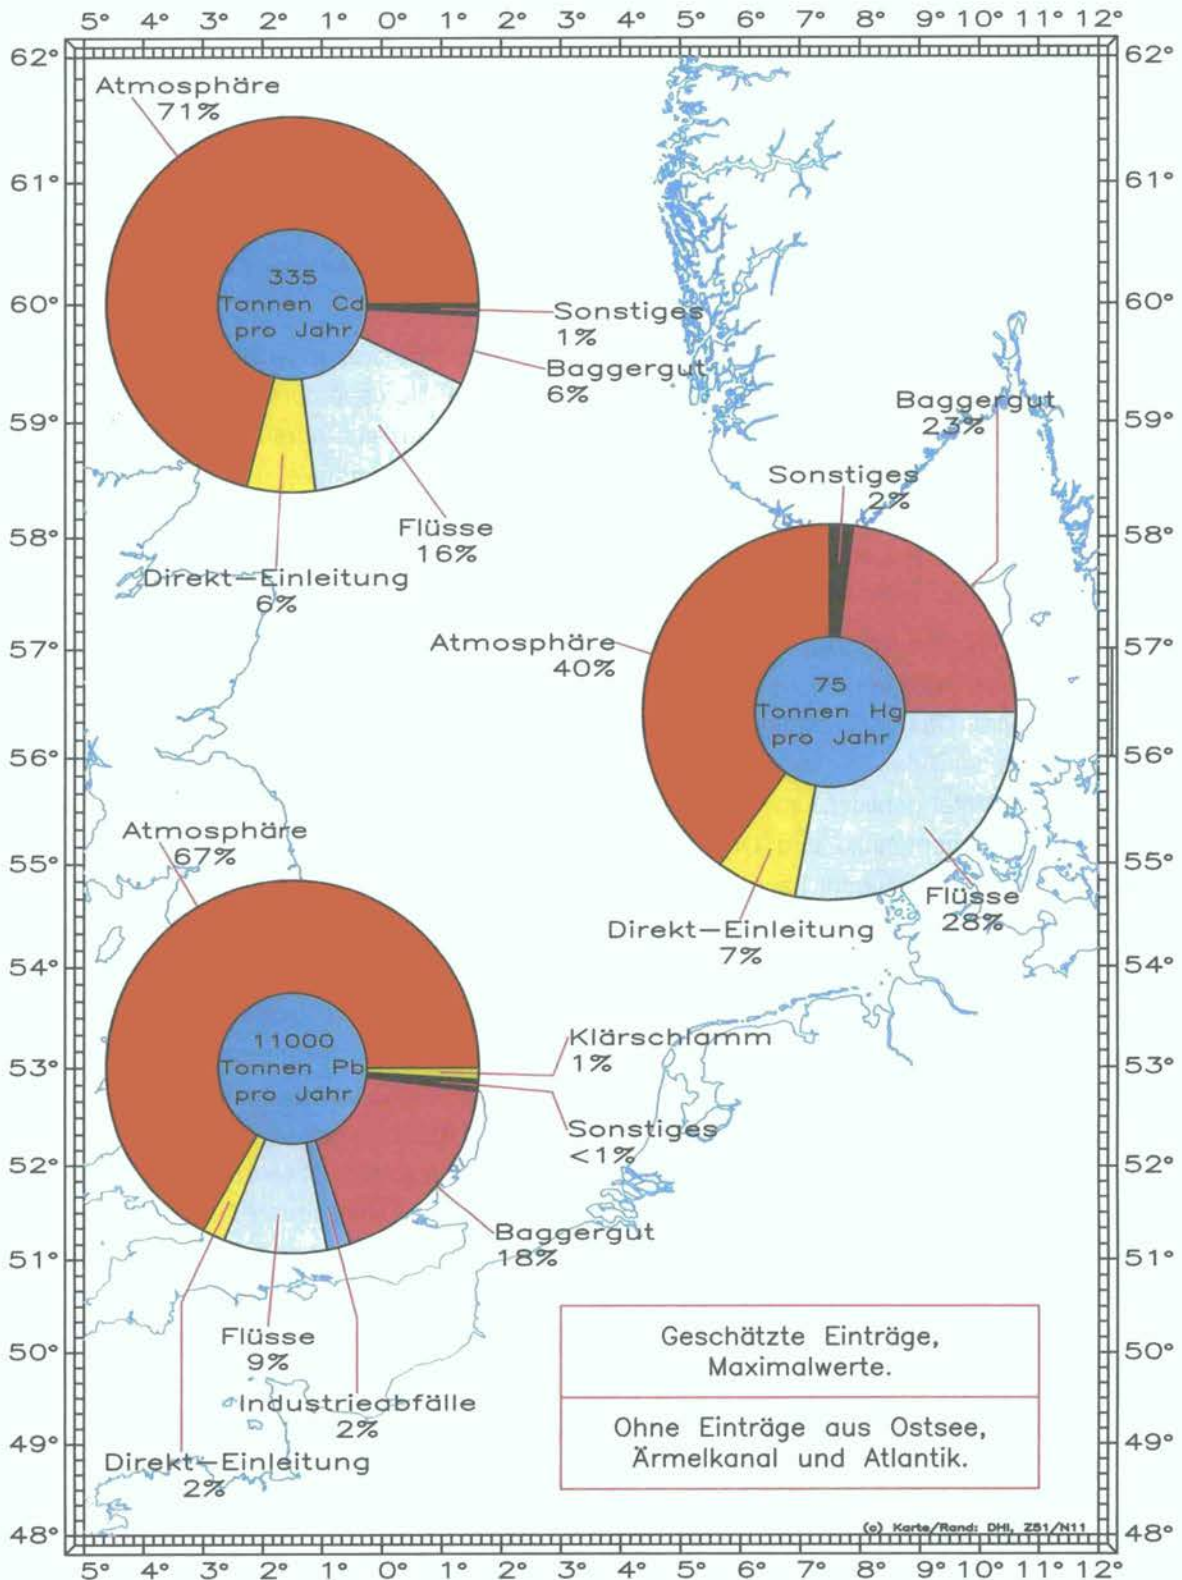 5° 4° 3° 2° 1° 0° 1° 2° 3° 4° 5° 6° 7° 8° 9° 10° 11° 12°
62° 62°
Atmosphäre
71%
61° 61°
335
Tonnen Cd
pro Jahr
60° 60°
Sonstiges
1%
Baggergut
6%
59° 59°
Baggergut
23%
Sonstiges
2%
Flüsse
16%
58° 58°
Direkt-Einleitung
6%
57° 57°
Atmosphäre
40%
75
Tonnen Hg
pro Jahr
56° 56°
Atmosphäre
67%
55° 55°
Flüsse
28%
Direkt-Einleitung
7%
54° 54°
11000
Tonnen Pb
pro Jahr
53° 53°
Klärschlamm
1%
Sonstiges
<1%
52° 52°
Baggergut
18%
51° 51°
Flüsse
9%
50° 50°
Industrieabfälle
2%
Direkt-Einleitung
2%
49° 49°
Geschätzte Einträge,
Maximalwerte.
Ohne Einträge aus Ostsee,
Ärmelkanal und Atlantik.
(c) Karte/Rand: DHI, Z51/N11
48° 48°
5° 4° 3° 2° 1° 0° 1° 2° 3° 4° 5° 6° 7° 8° 9° 10° 11° 12°